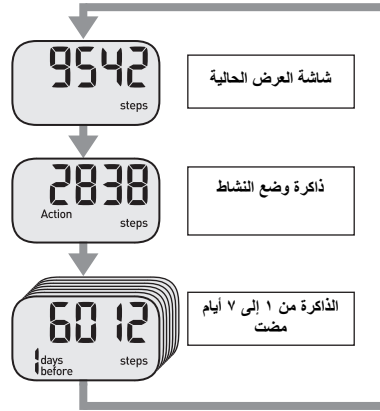 9542
steps
شاشة العرض الحالية
2838
Action
steps
ذاكرة وضع النشاط
6012
1 days
before
steps
الذاكرة من ١ إلى ٧ أيام
مضت